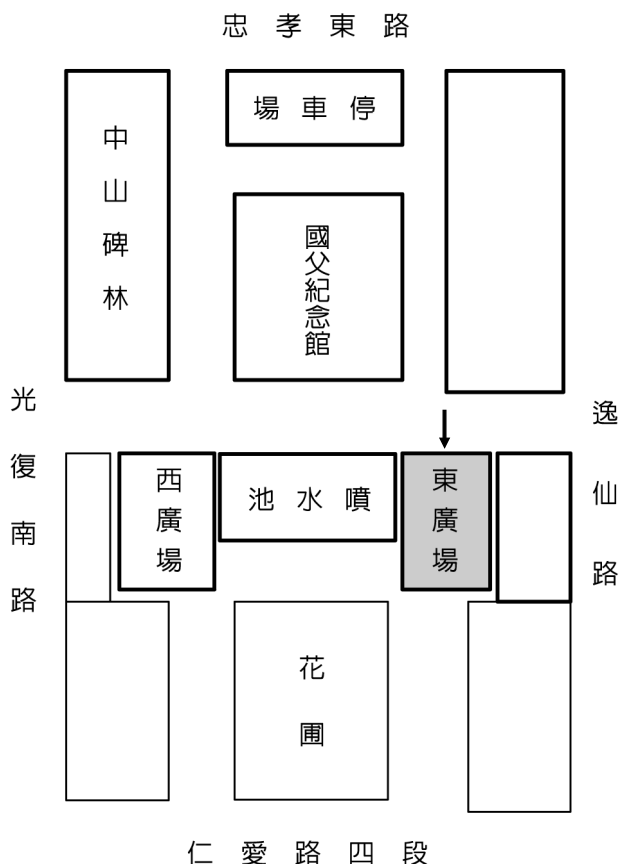 忠孝東路
場車停
中山碑林
國父紀念館
光復南路
逸仙路
西廣場
池水噴
東廣場
花圃
仁愛路四段